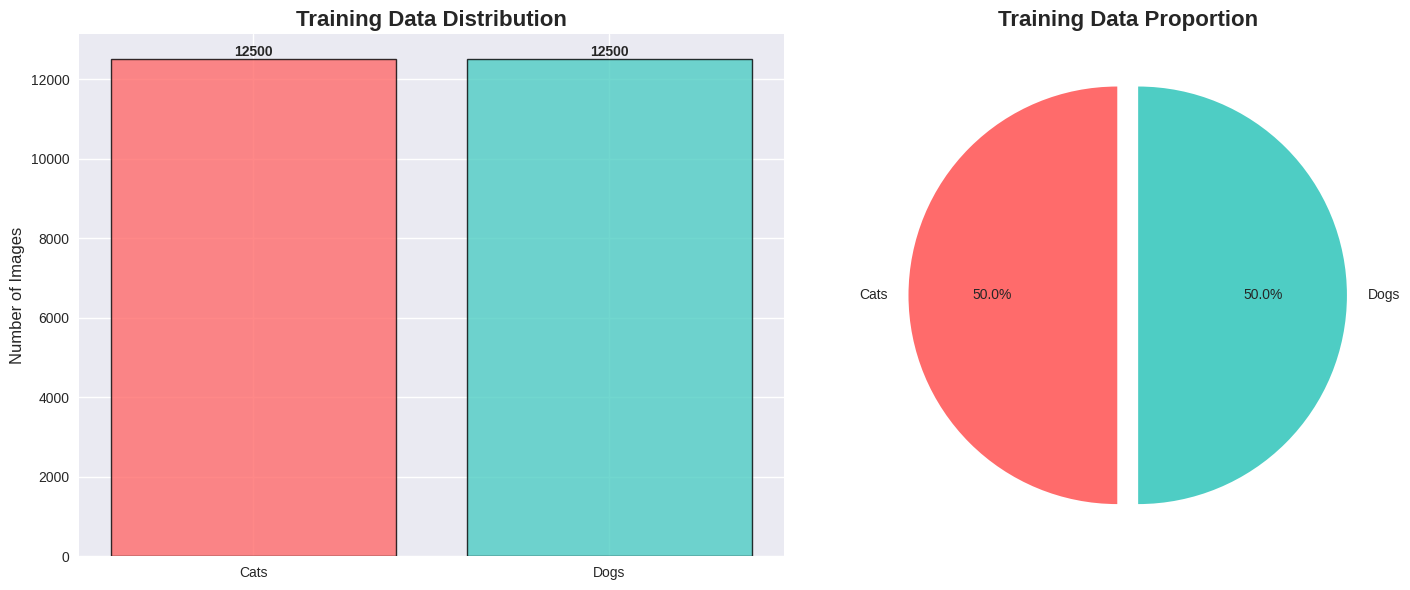 Training Data Distribution
12500
12500
12000
10000
8000
6000
4000
2000
0
Number of Images
Cats
Dogs
Training Data Proportion
Cats
50.0%
50.0%
Dogs